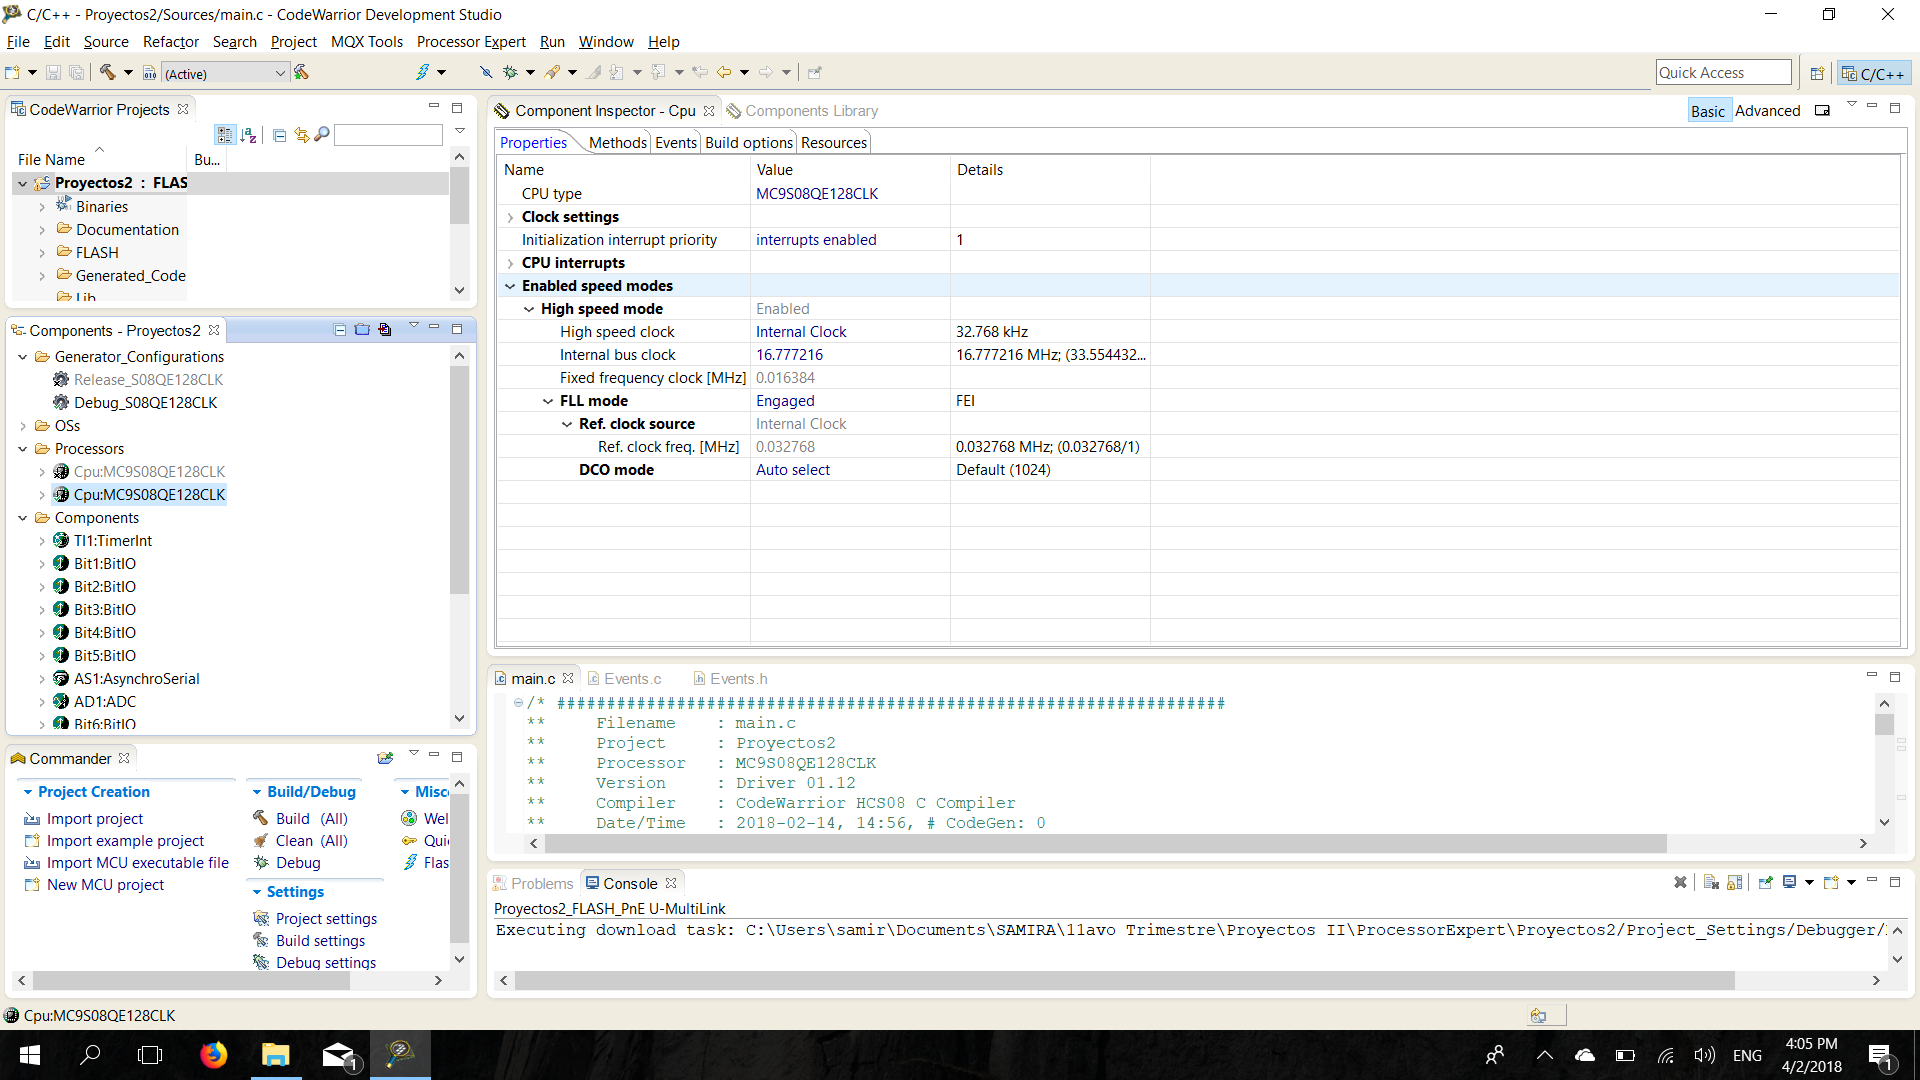 C/C++ - Proyectos2/Sources/main.c - CodeWarrior Development Studio
File Edit Source Refactor Search Project MQX Tools Processor Expert Run Window Help
(Active)
Quick Access
C/C++
CodeWarrior Projects
File Name Bu...
Proyectos2 : FLAS
Binaries
Documentation
FLASH
Generated_Code
Lib
Components - Proyectos2
Generator_Configurations
Release_S08QE128CLK
Debug_S08QE128CLK
OSs
Processors
Cpu:MC9S08QE128CLK
Cpu:MC9S08QE128CLK
Components
TI1:TimerInt
Bit1:BitIO
Bit2:BitIO
Bit3:BitIO
Bit4:BitIO
Bit5:BitIO
AS1:AsynchroSerial
AD1:ADC
Bit6:BitIO
Commander
Project Creation
Import project
Import example project
Import MCU executable file
New MCU project
Build/Debug
Build (All)
Clean (All)
Debug
Settings
Project settings
Build settings
Debug settings
Misc
Wel
Quic
Flas
Component Inspector - Cpu
Components Library
Basic Advanced
Properties Methods Events Build options Resources
Name Value Details
CPU type MC9S08QE128CLK
Clock settings
Initialization interrupt priority interrupts enabled 1
CPU interrupts
Enabled speed modes
High speed mode Enabled
High speed clock Internal Clock 32.768 kHz
Internal bus clock 16.777216 16.777216 MHz; (33.554432...
Fixed frequency clock [MHz] 0.016384
FLL mode Engaged FEI
Ref. clock source Internal Clock
Ref. clock freq. [MHz] 0.032768 0.032768 MHz; (0.032768/1)
DCO mode Auto select Default (1024)
main.c Events.c Events.h
/* ###################################################################
** Filename : main.c
** Project : Proyectos2
** Processor : MC9S08QE128CLK
** Version : Driver 01.12
** Compiler : CodeWarrior HCS08 C Compiler
** Date/Time : 2018-02-14, 14:56, # CodeGen: 0
Problems Console
Proyectos2_FLASH_PnE U-MultiLink
Executing download task: C:\Users\samir\Documents\SAMIRA\11avo Trimestre\Proyectos II\ProcessorExpert\Proyectos2/Project_Settings/Debugger/
Cpu:MC9S08QE128CLK
1
ENG
4:05 PM
4/2/2018
1